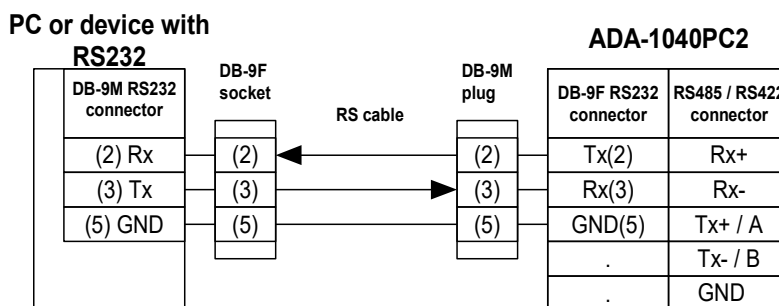 PC or device with
RS232
ADA-1040PC2
DB-9M RS232
connector
DB-9F
socket
RS cable
DB-9M
plug
DB-9F RS232
connector
RS485 / RS422
connector
(2) Rx
(2)
(2)
Tx(2)
Rx+
(3) Tx
(3)
(3)
Rx(3)
Rx-
(5) GND
(5)
(5)
GND(5)
Tx+ / A
.
Tx- / B
.
GND